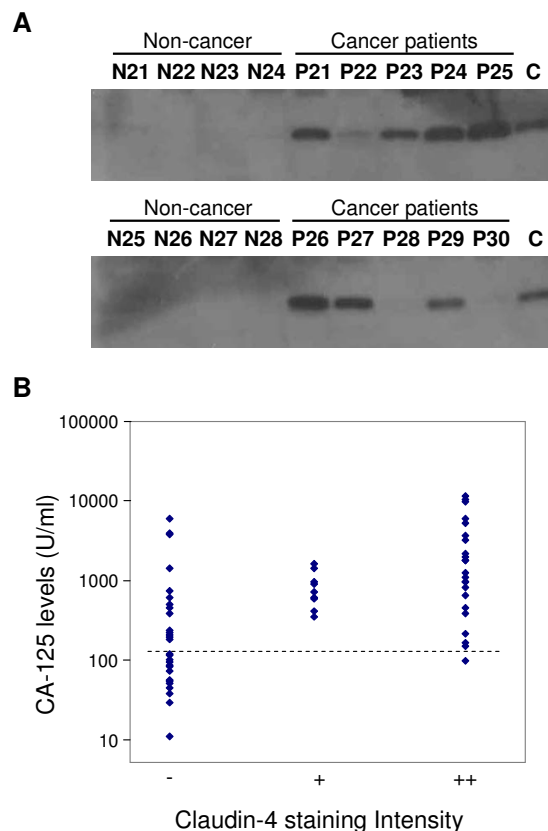 A
Non-cancer Cancer patients
N21 N22 N23 N24 P21 P22 P23 P24 P25 C
Non-cancer Cancer patients
N25 N26 N27 N28 P26 P27 P28 P29 P30 C
B
CA-125 levels (U/ml)
100000
10000
1000
100
10
- + ++
Claudin-4 staining Intensity